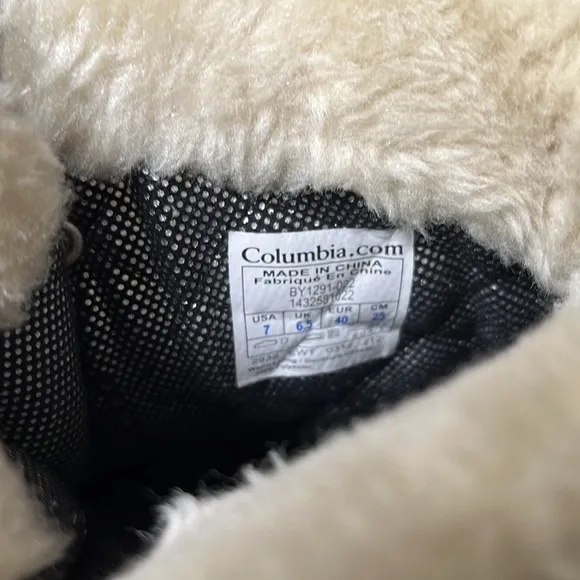 Columbia.com
MADE IN CHINA
Fabriqué En Chine
BY1291-022
1432581022
USA UK EUR CM
7 6.5 40 25
D